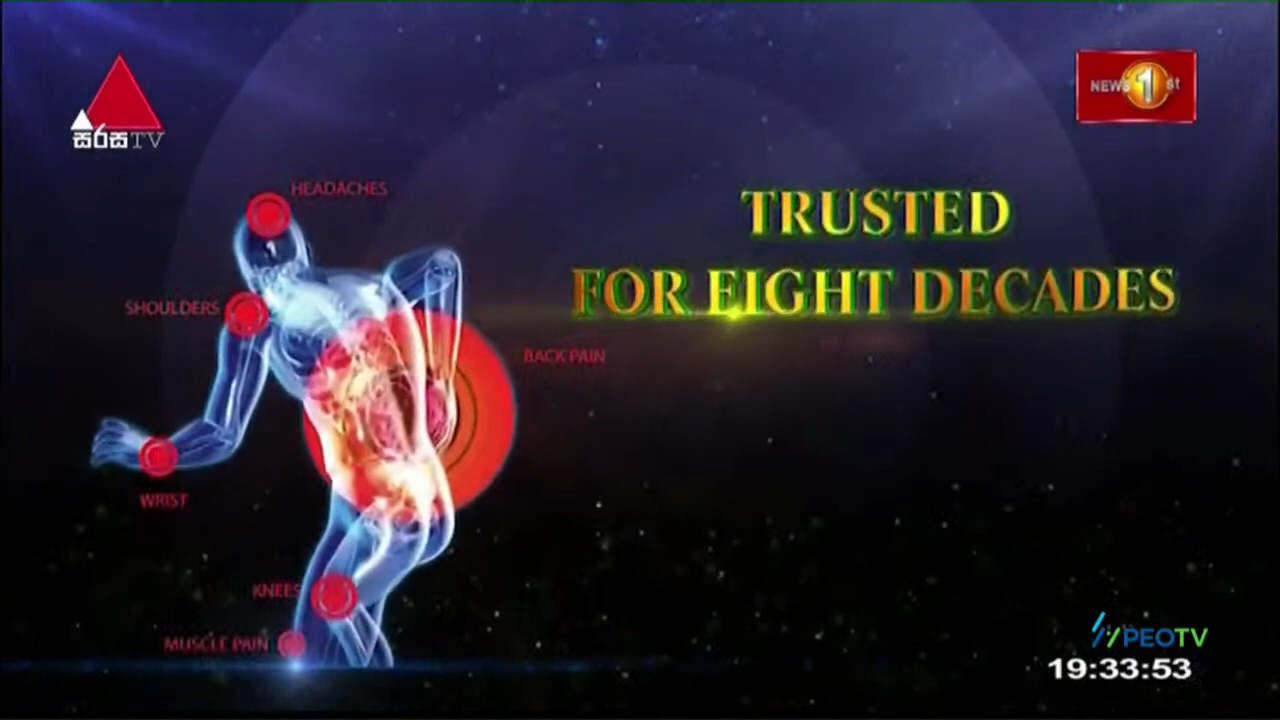 සිරස TV
NEWS 1st
HEADACHES
TRUSTED
FOR EIGHT DECADES
SHOULDERS
BACK PAIN
WRIST
KNEES
MUSCLE PAIN
PEOTV
19:33:53